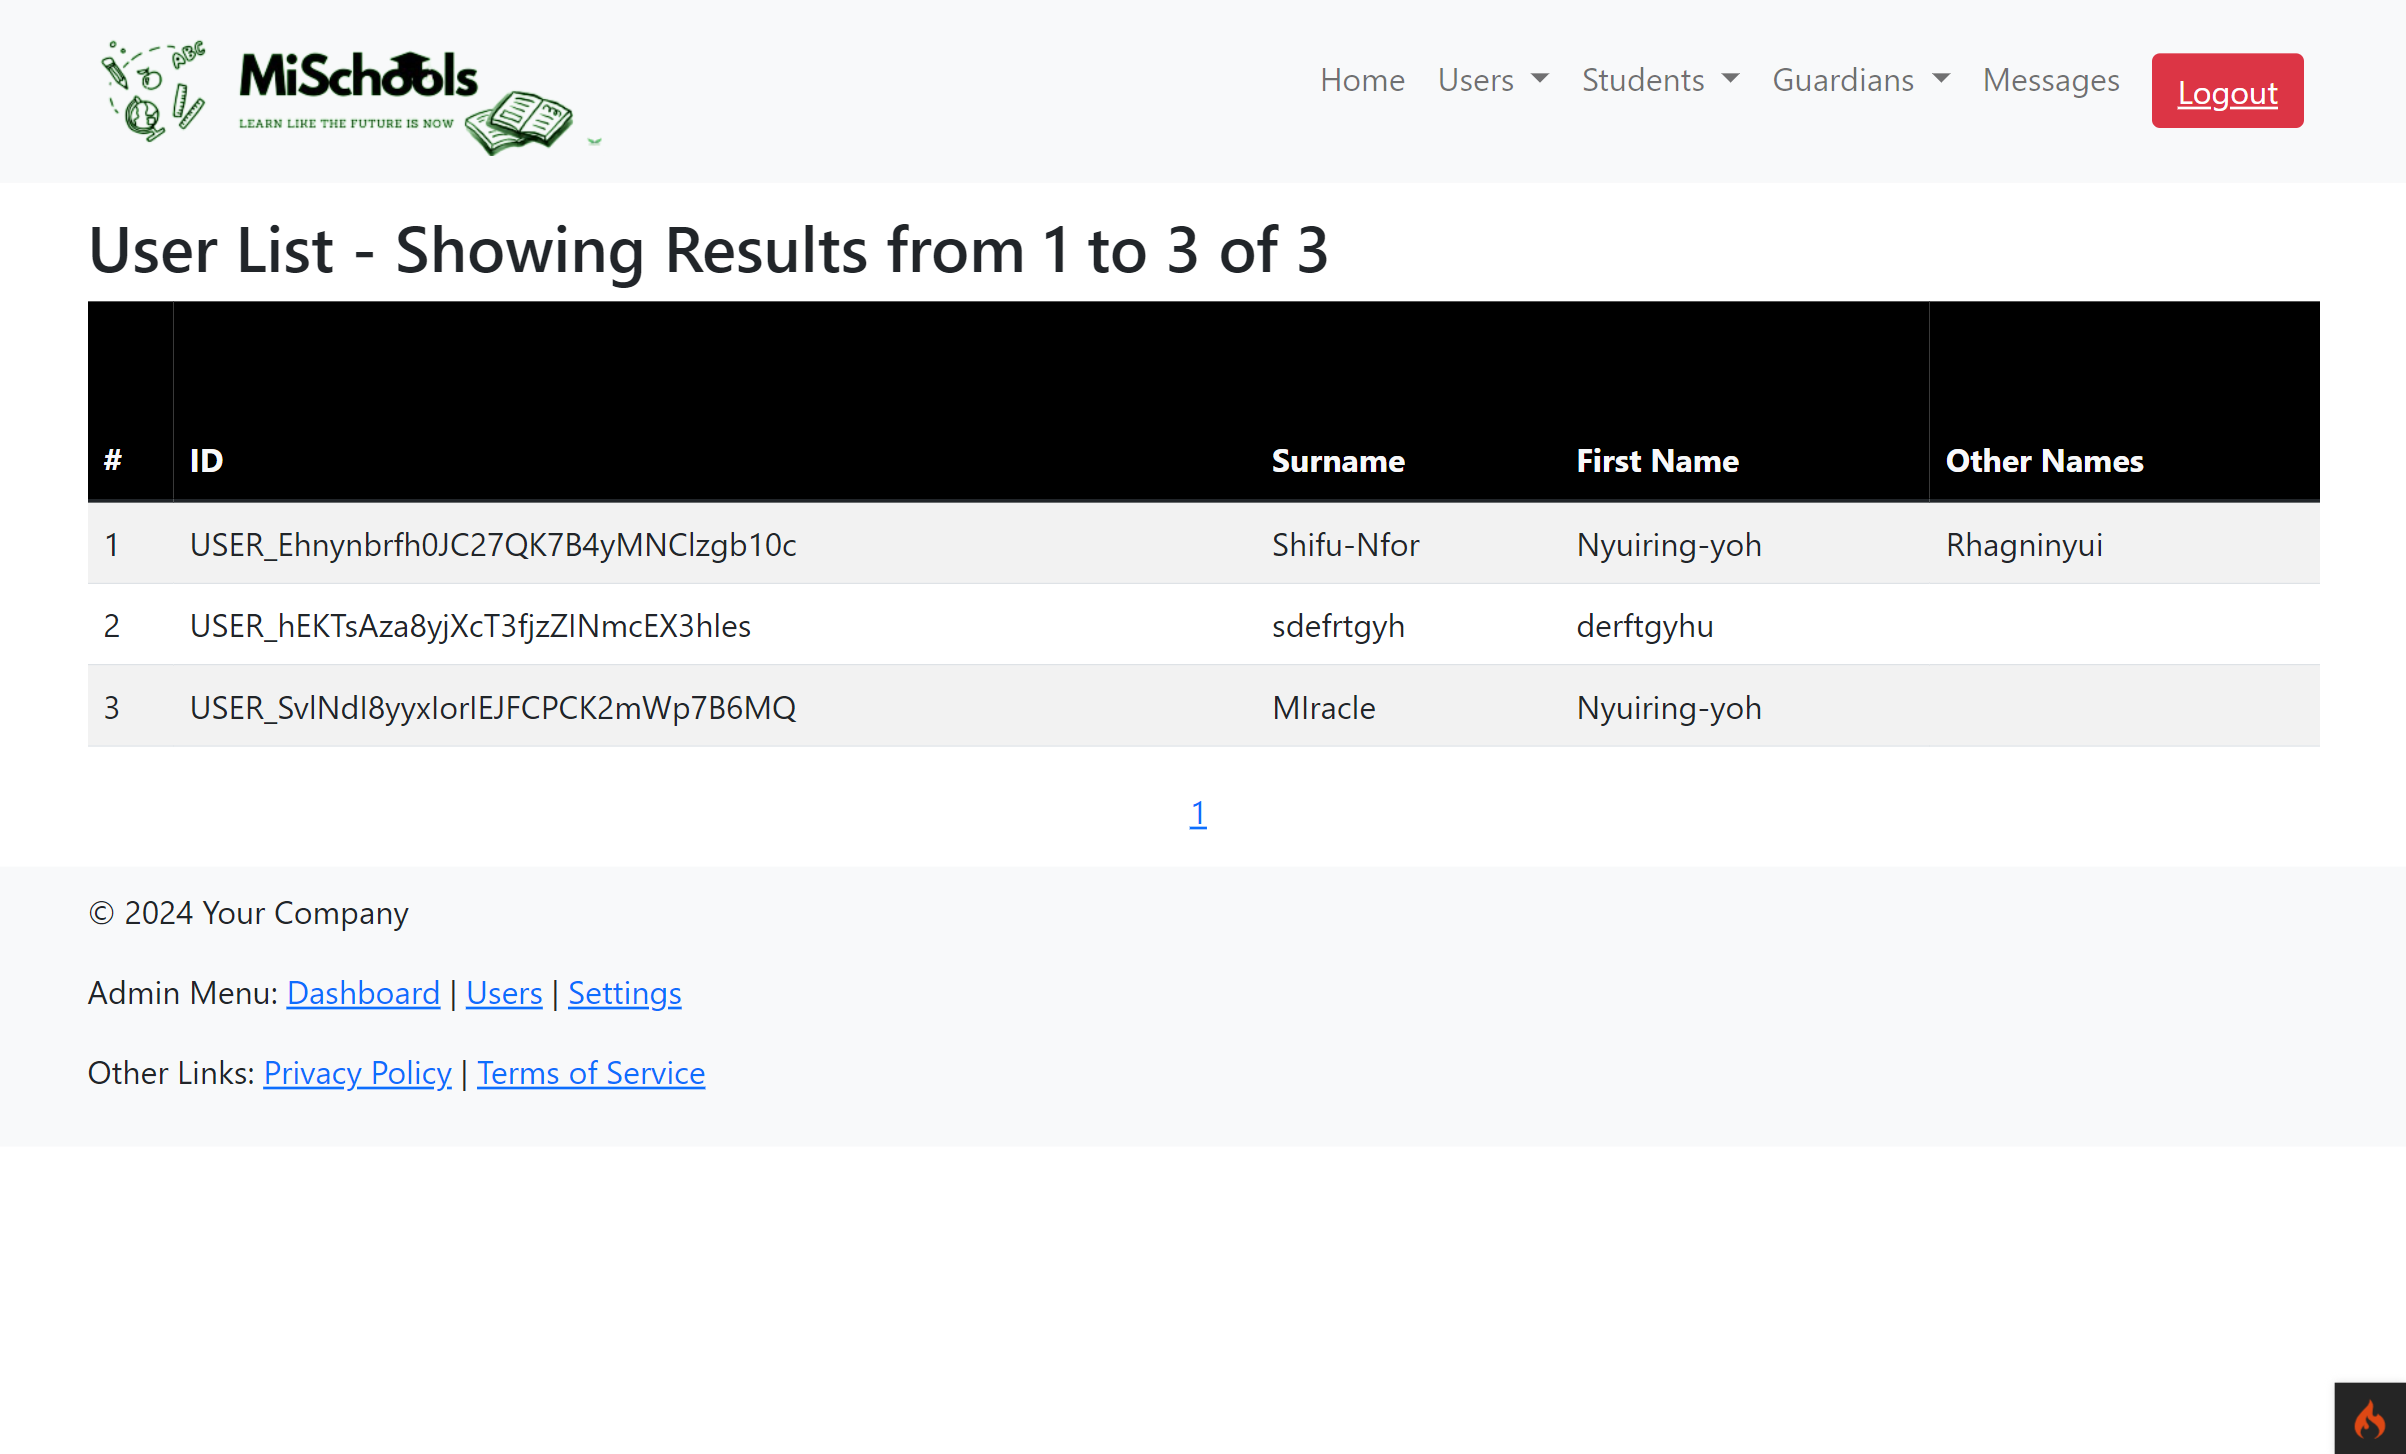 ABC
MiSchools
LEARN LIKE THE FUTURE IS NOW
Home Users Students Guardians Messages Logout
User List - Showing Results from 1 to 3 of 3
# ID Surname First Name Other Names
1 USER_Ehnynbrfh0JC27QK7B4yMNClzgb10c Shifu-Nfor Nyuiring-yoh Rhagninyui
2 USER_hEKTsAza8yjXcT3fjzZINmcEX3hles sdefrtgyh derftgyhu
3 USER_SvlNdI8yyxIorIEJFCPCK2mWp7B6MQ MIracle Nyuiring-yoh
1
© 2024 Your Company
Admin Menu: Dashboard | Users | Settings
Other Links: Privacy Policy | Terms of Service